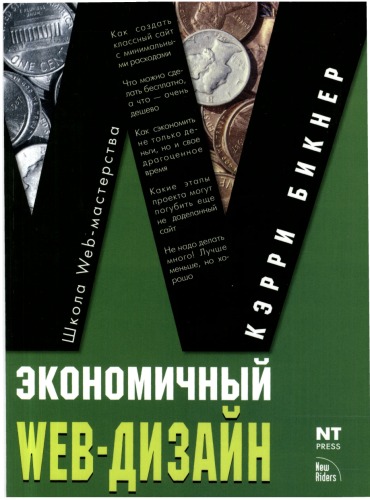 Как создать
классный сайт
с минимальны-
ми расходами
Что можно сде-
лать бесплатно,
а что — очень
дешево
Как сэкономить
не только де-
ньги, но и свое
драгоценное
время
Какие этапы
проекта могут
погубить еще
не доделанный
сайт
Не надо делать
много! Лучше
меньше, но хо-
рошо
Школа Web-мастерства
КЭРРИ БИКНЕР
ЭКОНОМИЧНЫЙ
WEB-ДИЗАЙН
NT
PRESS
New
Riders